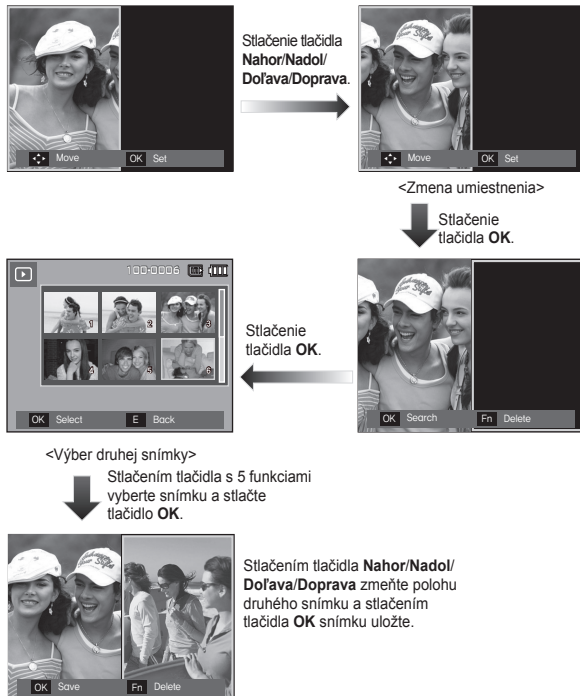 Stlačenie tlačidla
Nahor/Nadol/
Doľava/Doprava.
Move OK Set
Move OK Set
<Zmena umiestnenia>
Stlačenie
tlačidla OK.
100-0006
1 2 3
4 5 6
OK Select E Back
Stlačenie
tlačidla OK.
OK Search Fn Delete
<Výber druhej snímky>
Stlačením tlačidla s 5 funkciami
vyberte snímku a stlačte
tlačidlo OK.
OK Save Fn Delete
Stlačením tlačidla Nahor/Nadol/
Doľava/Doprava zmeňte polohu
druhého snímku a stlačením
tlačidla OK snímku uložte.